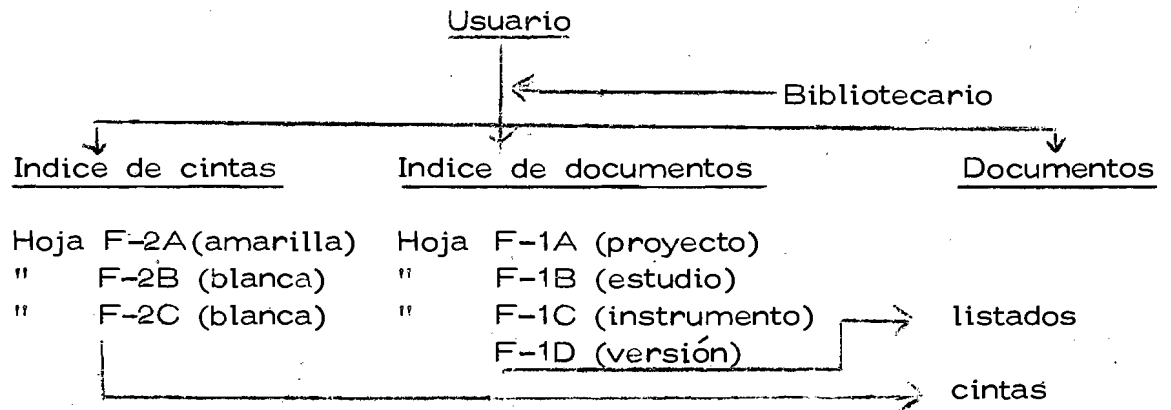 Usuario
Bibliotecario
Indice de cintas Indice de documentos Documentos
Hoja F-2A (amarilla) Hoja F-1A (proyecto)
" F-2B (blanca) " F-1B (estudio)
" F-2C (blanca) " F-1C (instrumento) listados
F-1D (versión)
cintas